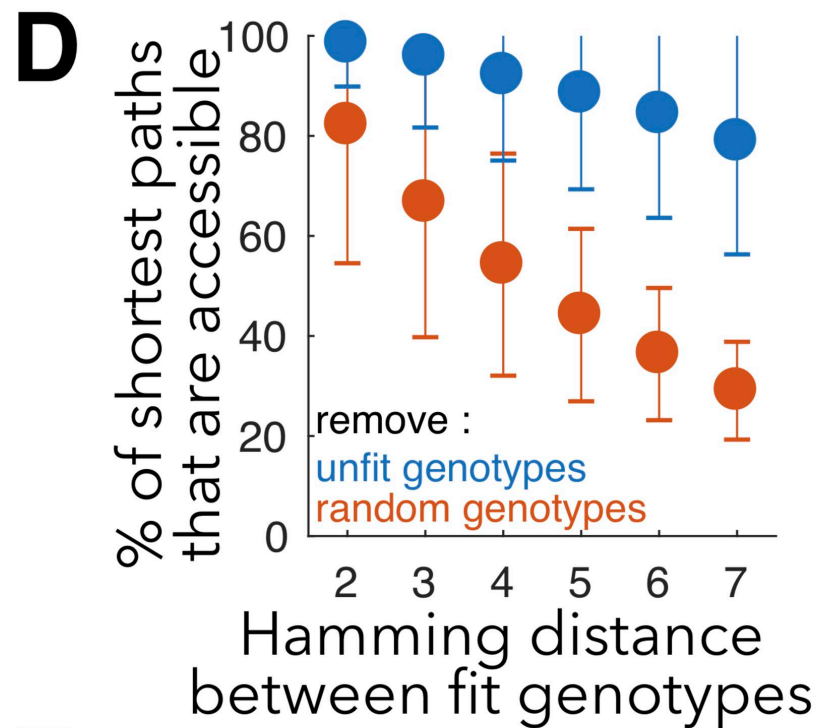 D
% of shortest paths
that are accessible
100
80
60
40
20
0
remove :
unfit genotypes
random genotypes
2 3 4 5 6 7
Hamming distance
between fit genotypes